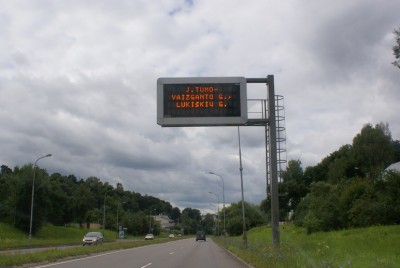 J.TUMO-
VAIŽGANTO G.,
LUKIŠKIŲ G.